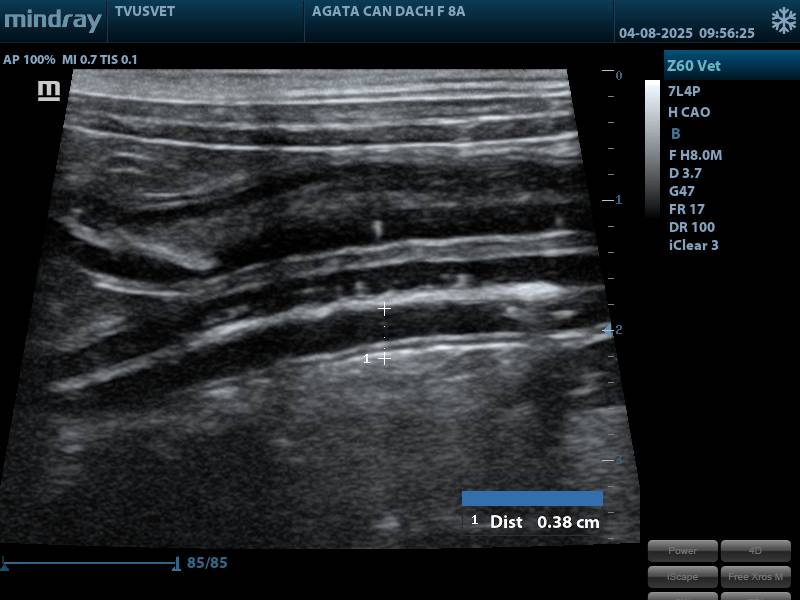 mindray
TVUSVET
AGATA CAN DACH F 8A
04-08-2025 09:56:25
AP 100% MI 0.7 TIS 0.1
m
Z60 Vet
7L4P
H CAO
B
F H8.0M
D 3.7
G47
FR 17
DR 100
iClear 3
0
1
2
3
1
1 Dist 0.38 cm
85/85
Power
4D
iScape
Free Xros M